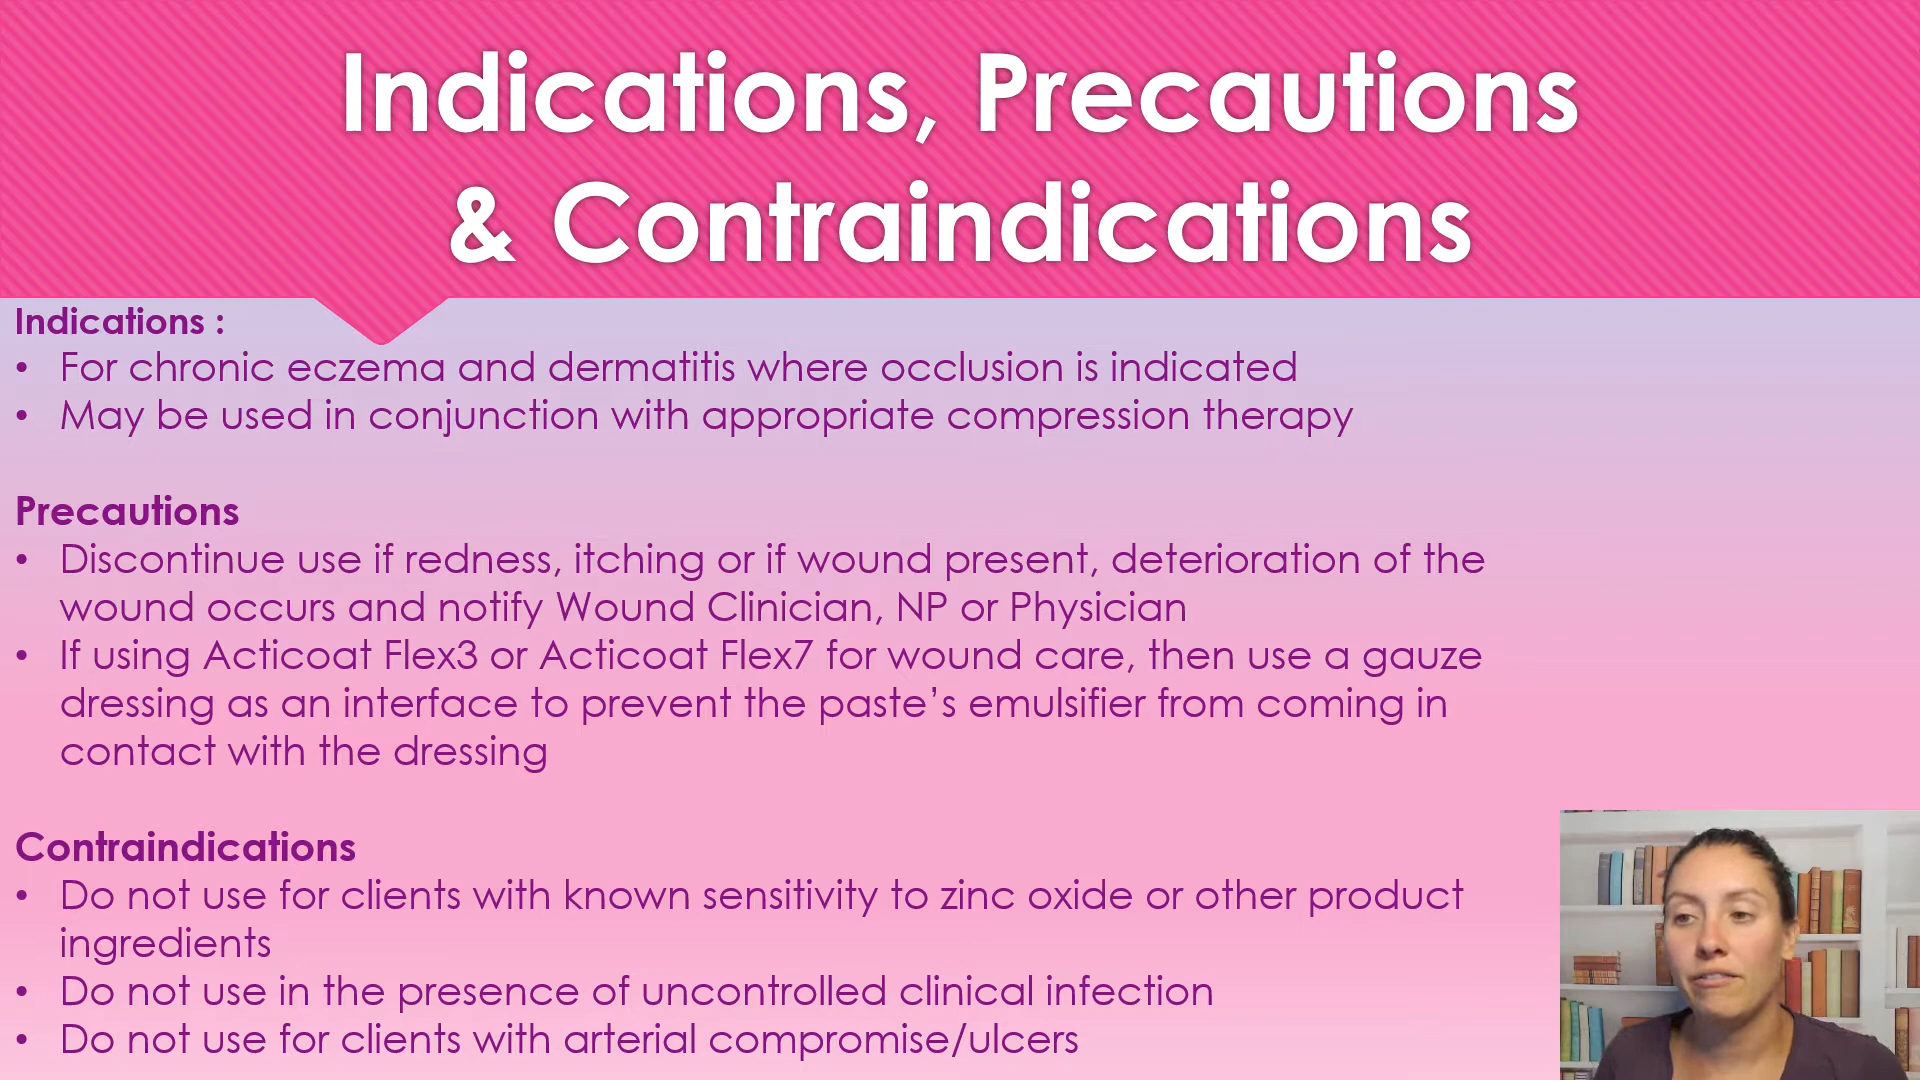 Indications, Precautions
& Contraindications
Indications :
• For chronic eczema and dermatitis where occlusion is indicated
• May be used in conjunction with appropriate compression therapy
Precautions
• Discontinue use if redness, itching or if wound present, deterioration of the
wound occurs and notify Wound Clinician, NP or Physician
• If using Acticoat Flex3 or Acticoat Flex7 for wound care, then use a gauze
dressing as an interface to prevent the paste’s emulsifier from coming in
contact with the dressing
Contraindications
• Do not use for clients with known sensitivity to zinc oxide or other product
ingredients
• Do not use in the presence of uncontrolled clinical infection
• Do not use for clients with arterial compromise/ulcers